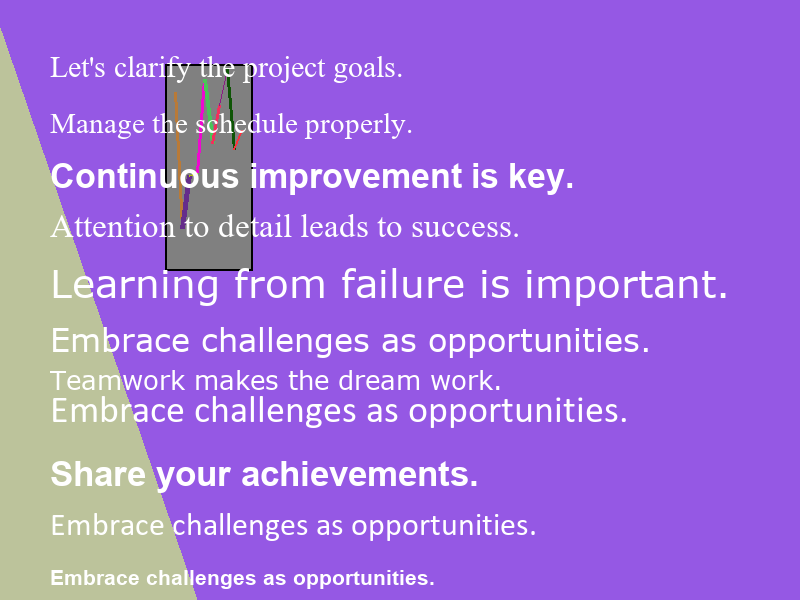 Let's clarify the project goals.
Manage the schedule properly.
Continuous improvement is key.
Attention to detail leads to success.
Learning from failure is important.
Embrace challenges as opportunities.
Teamwork makes the dream work.
Embrace challenges as opportunities.
Share your achievements.
Embrace challenges as opportunities.
Embrace challenges as opportunities.